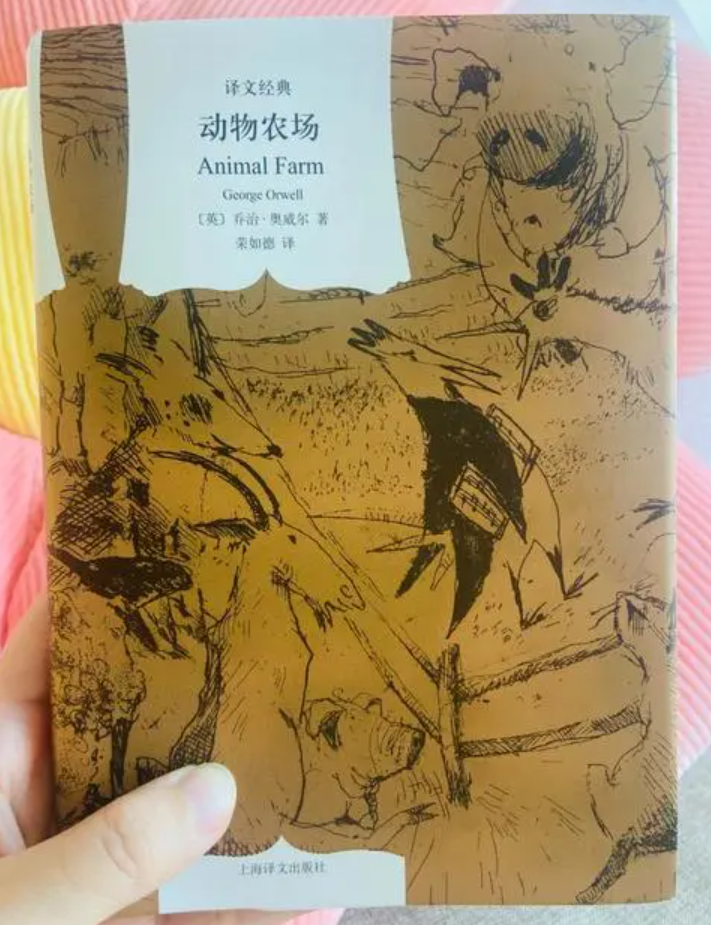 译文经典
动物农场
Animal Farm
George Orwell
〔英〕乔治·奥威尔 著
荣如德 译
上海译文出版社